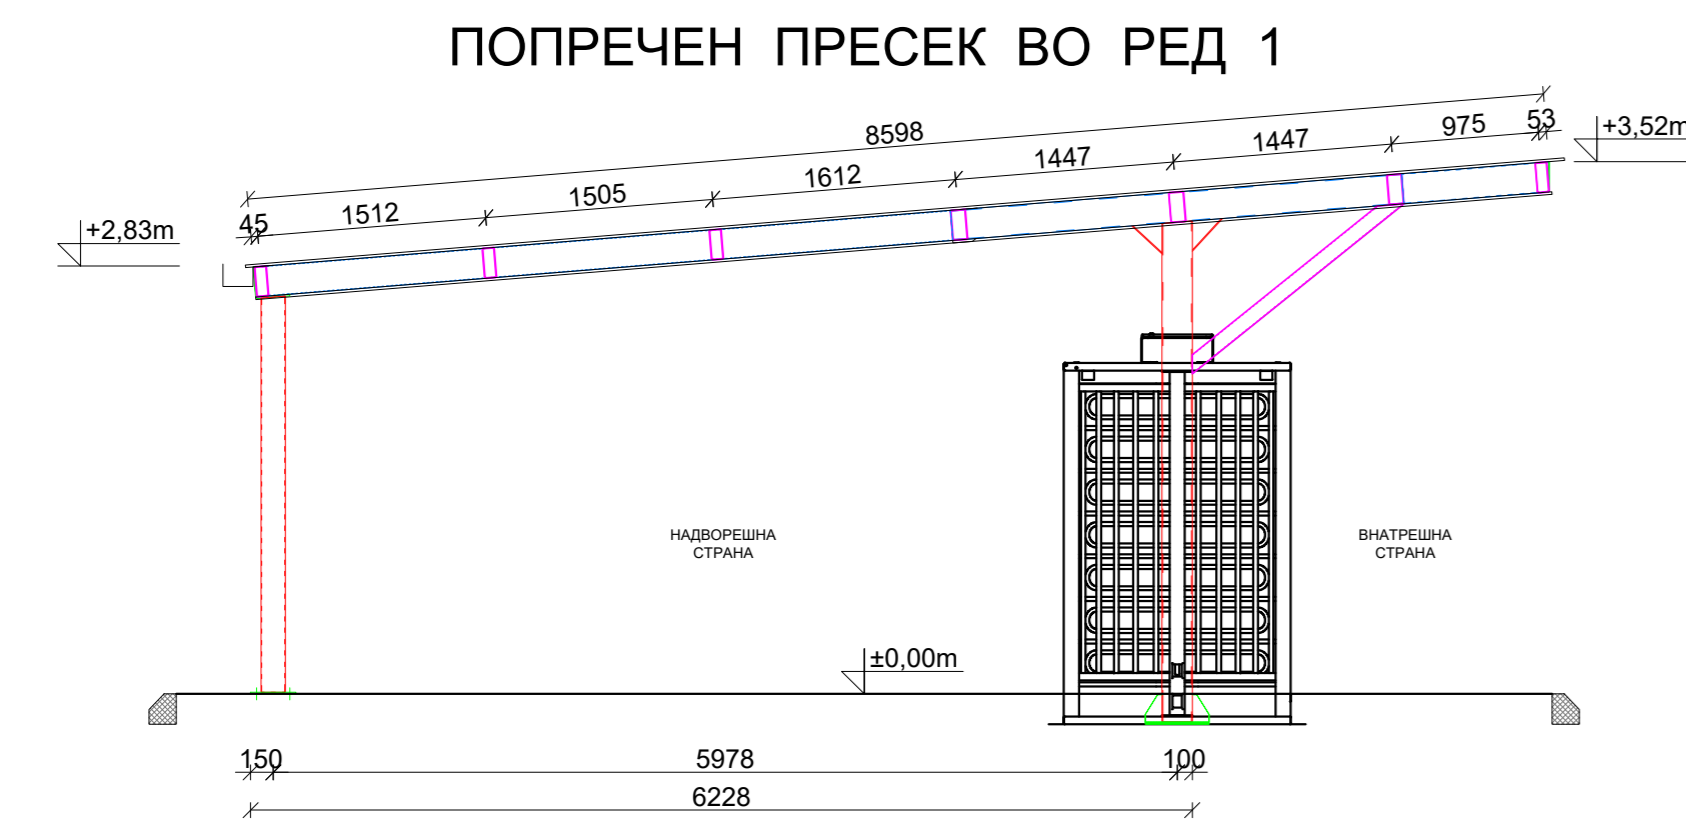 ПОПРЕЧЕН ПРЕСЕК ВО РЕД 1
8598
53
+3,52m
975
1447
1447
1612
1505
1512
45
+2,83m
НАДВОРЕШНА
СТРАНА
ВНАТРЕШНА
СТРАНА
±0,00m
150
5978
100
6228